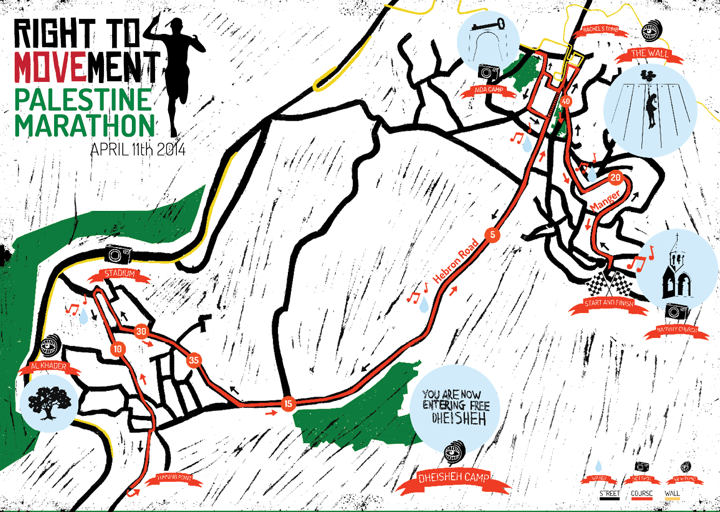 RIGHT TO
MOVEMENT
PALESTINE
MARATHON
APRIL 11th 2014
RACHEL'S TOMB
THE WALL
AIDA CAMP
40
20
Manger
5
Hebron Road
START AND FINISH
NATIVITY CHURCH
STADIUM
30
10
35
AL KHADER
15
YOU ARE NOW
ENTERING FREE
DHEISHEH
DHEISHEH CAMP
TURNING POINT
STREET
COURSE
WALL